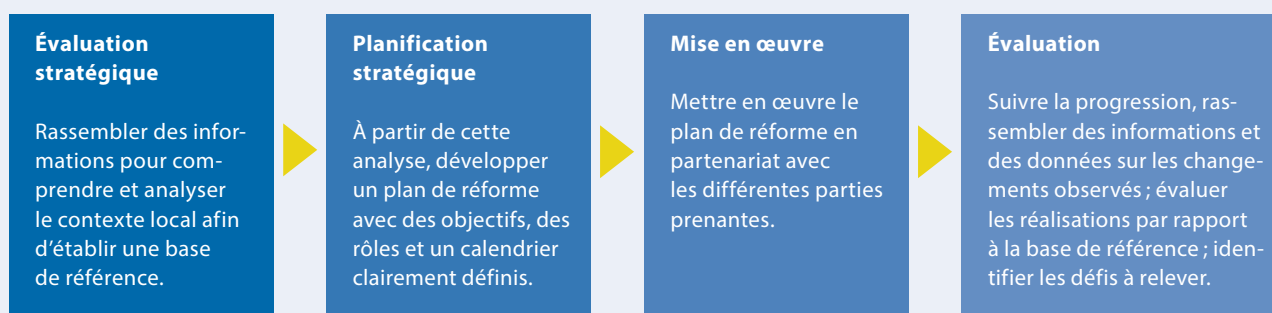 Évaluation
stratégique
Rassembler des infor-
mations pour com-
prendre et analyser
le contexte local afin
d’établir une base
de référence.
Planification
stratégique
À partir de cette
analyse, développer
un plan de réforme
avec des objectifs, des
rôles et un calendrier
clairement définis.
Mise en œuvre
Mettre en œuvre le
plan de réforme en
partenariat avec
les différentes parties
prenantes.
Évaluation
Suivre la progression, ras-
sembler des informations et
des données sur les change-
ments observés ; évaluer
les réalisations par rapport
à la base de référence ; iden-
tifier les défis à relever.